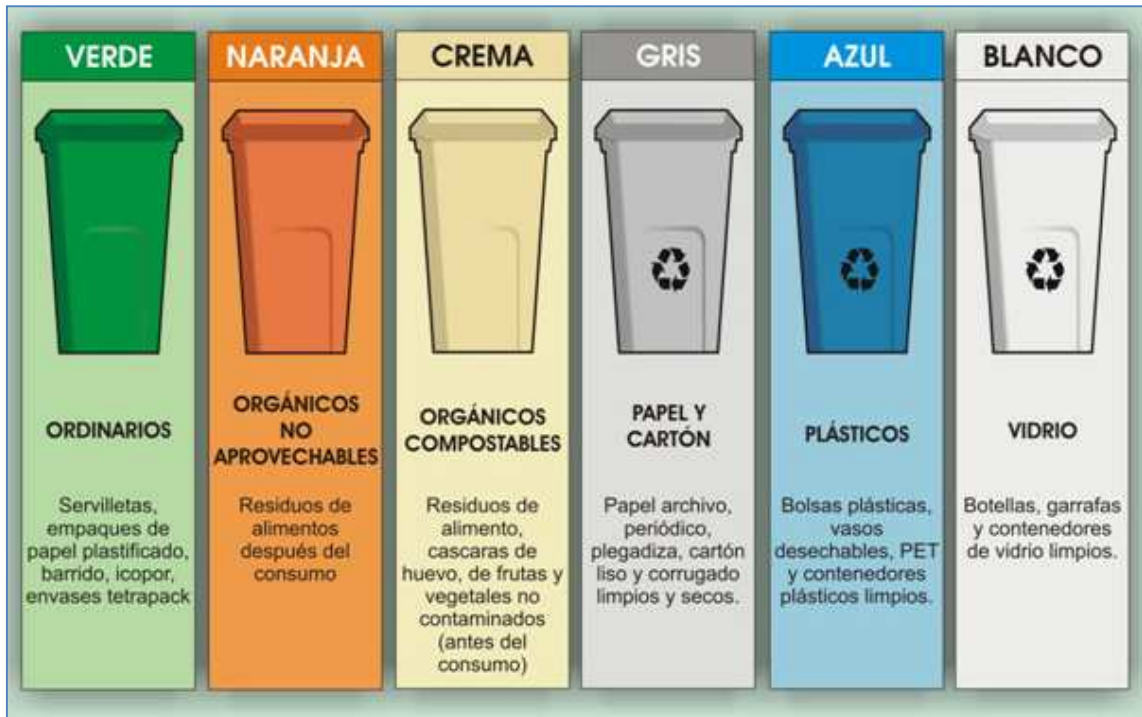 VERDE
ORDINARIOS
Servilletas,
empaques de
papel plastificado,
barrido, icopor,
envases tetrapack
NARANJA
ORGÁNICOS
NO
APROVECHABLES
Residuos de
alimentos
después del
consumo
CREMA
ORGÁNICOS
COMPOSTABLES
Residuos de
alimento,
cascaras de
huevo, de frutas y
vegetales no
contaminados
(antes del
consumo)
GRIS
PAPEL Y
CARTÓN
Papel archivo,
periódico,
plegadiza, cartón
liso y corrugado
limpios y secos.
AZUL
PLÁSTICOS
Bolsas plásticas,
vasos
desechables, PET
y contenedores
plásticos limpios.
BLANCO
VIDRIO
Botellas, garrafas
y contenedores
de vidrio limpios.